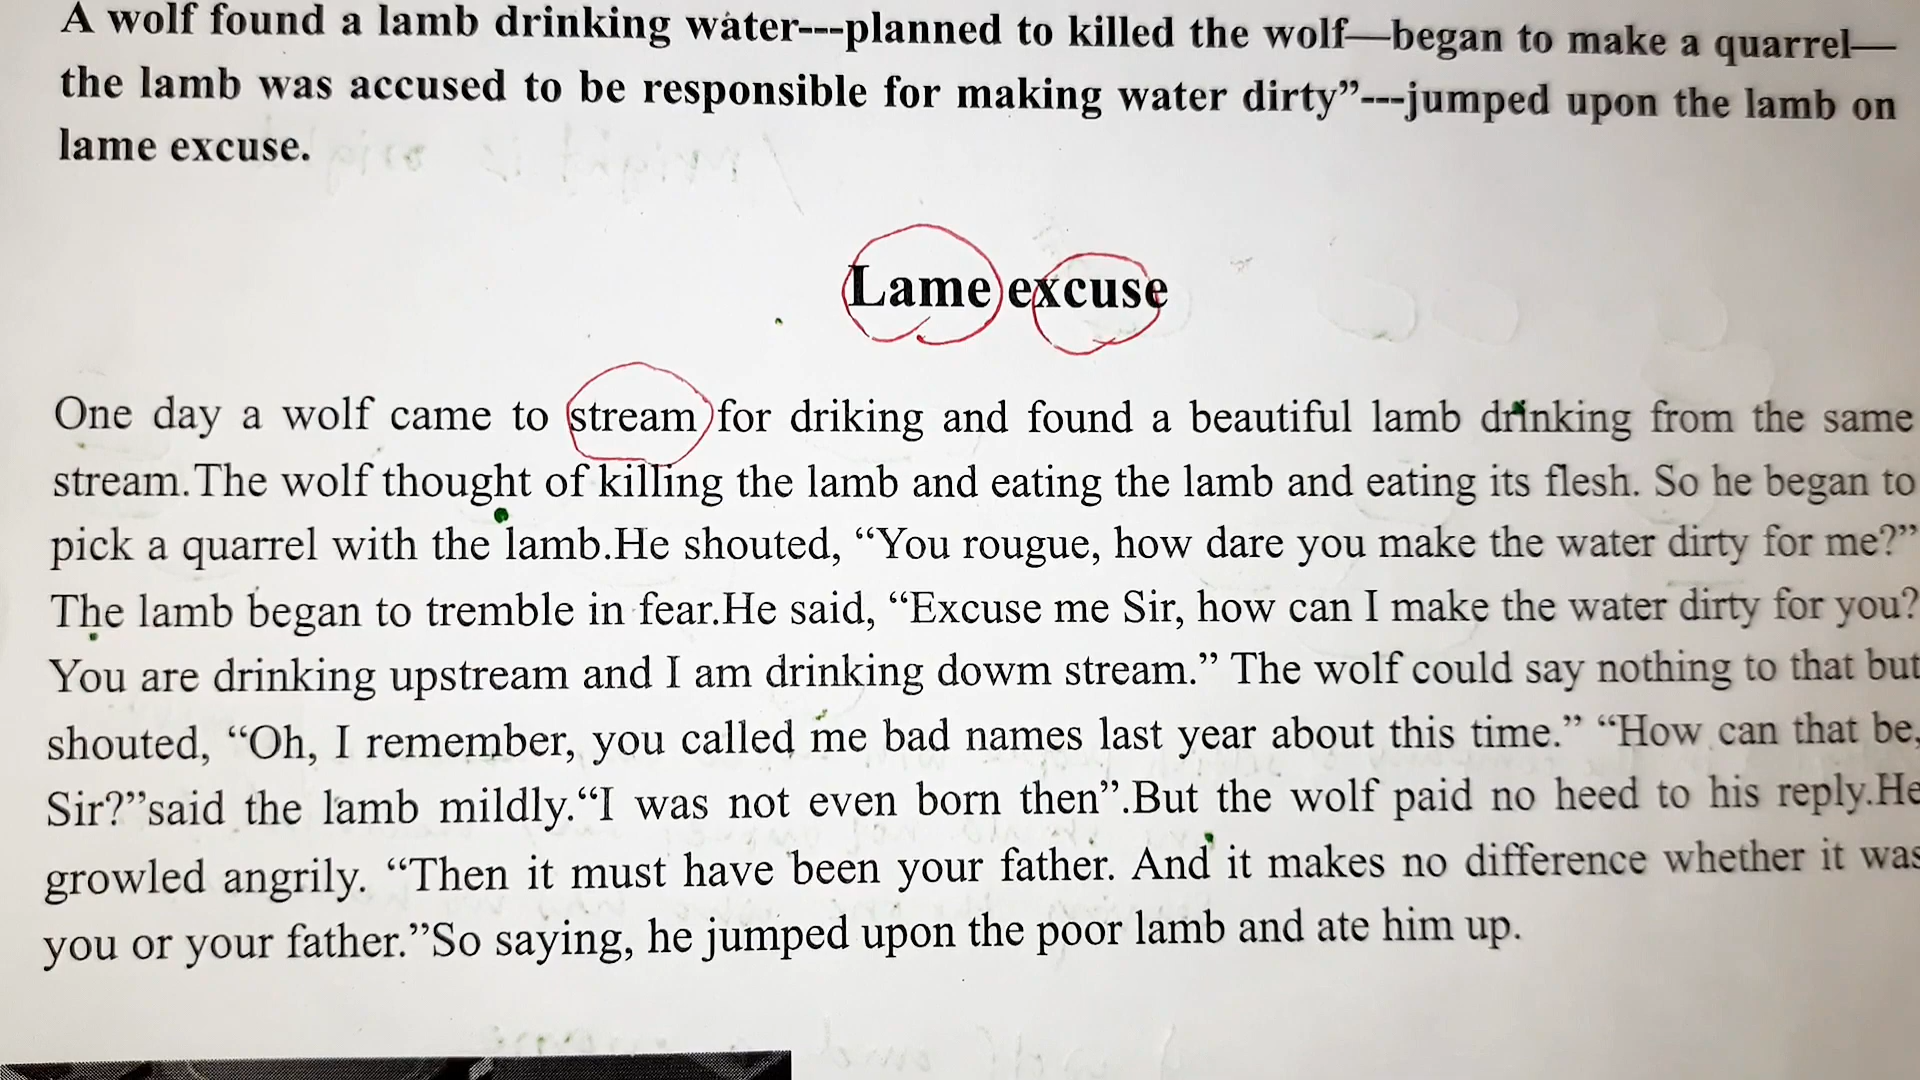 A wolf found a lamb drinking water---planned to killed the wolf—began to make a quarrel—
the lamb was accused to be responsible for making water dirty”---jumped upon the lamb on
lame excuse.
Lame excuse
One day a wolf came to stream for driking and found a beautiful lamb drinking from the same
stream.The wolf thought of killing the lamb and eating the lamb and eating its flesh. So he began to
pick a quarrel with the lamb.He shouted, “You rougue, how dare you make the water dirty for me?”
The lamb began to tremble in fear.He said, “Excuse me Sir, how can I make the water dirty for you?
You are drinking upstream and I am drinking dowm stream.” The wolf could say nothing to that but
shouted, “Oh, I remember, you called me bad names last year about this time.” “How can that be,
Sir?”said the lamb mildly.“I was not even born then”.But the wolf paid no heed to his reply.He
growled angrily. “Then it must have been your father. And it makes no difference whether it was
you or your father.”So saying, he jumped upon the poor lamb and ate him up.